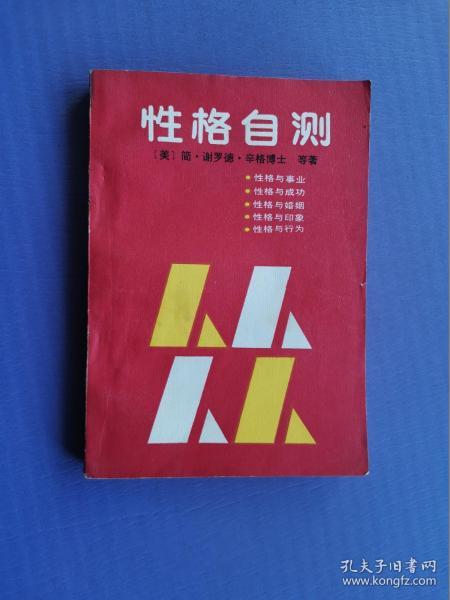 性格自测
〔美〕简·谢罗德·辛格博士 等著
• 性格与事业
• 性格与成功
• 性格与婚姻
• 性格与印象
• 性格与行为
孔夫子旧书网
www.kongfz.com